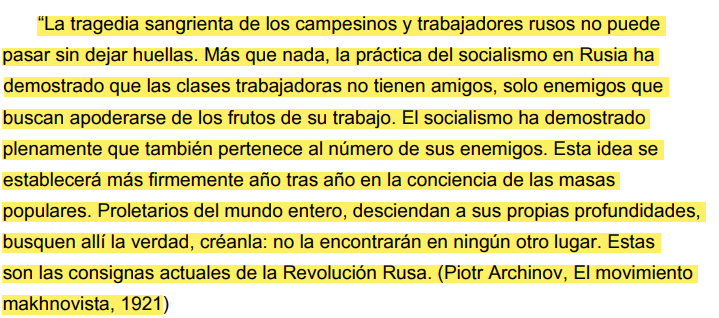 “La tragedia sangrienta de los campesinos y trabajadores rusos no puede
pasar sin dejar huellas. Más que nada, la práctica del socialismo en Rusia ha
demostrado que las clases trabajadoras no tienen amigos, solo enemigos que
buscan apoderarse de los frutos de su trabajo. El socialismo ha demostrado
plenamente que también pertenece al número de sus enemigos. Esta idea se
establecerá más firmemente año tras año en la conciencia de las masas
populares. Proletarios del mundo entero, desciendan a sus propias profundidades,
busquen allí la verdad, créanla: no la encontrarán en ningún otro lugar. Estas
son las consignas actuales de la Revolución Rusa. (Piotr Archinov, El movimiento
makhnovista, 1921)